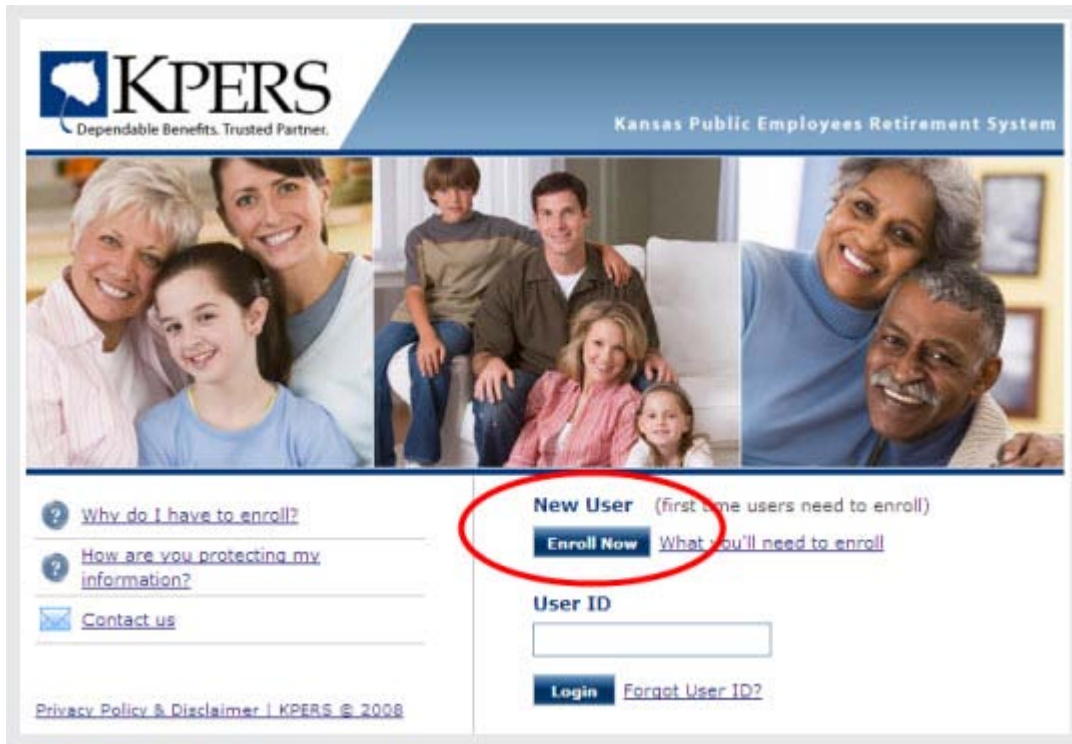 KPERS
Dependable Benefits. Trusted Partner.
Kansas Public Employees Retirement System
Why do I have to enroll?
How are you protecting my
information?
Contact us
Privacy Policy & Disclaimer | KPERS © 2008
New User (first time users need to enroll)
Enroll Now What you'll need to enroll
User ID
Login Forgot User ID?